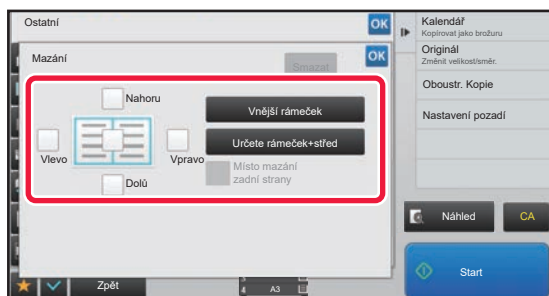 Ostatní
OK
Mazání
OK
Smazat
Nahoru
Vlevo
Vpravo
Dolů
Vnější rámeček
Určete rámeček+střed
Místo mazání
zadní strany
Zpět
A3
4
Kalendář
Kopírovat jako brožuru
Originál
Změnit velikost/směr.
Oboustr. Kopie
Nastavení pozadí
Náhled
CA
Start